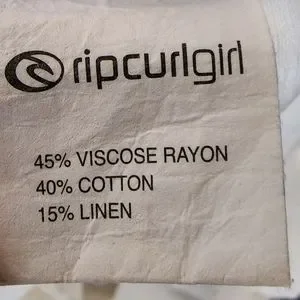 ripcurlgirl
45% VISCOSE RAYON
40% COTTON
15% LINEN